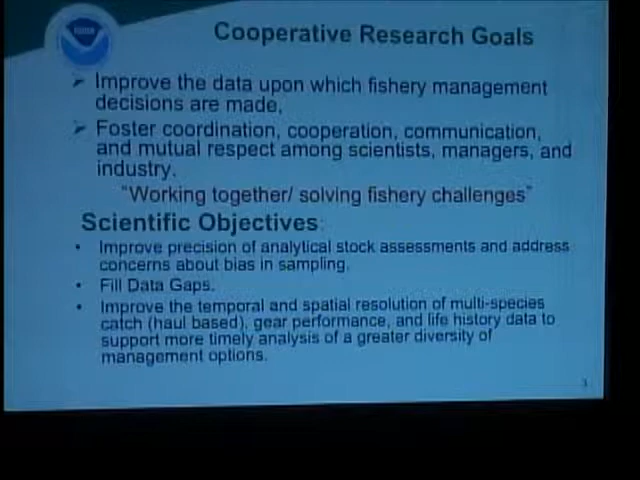 Cooperative Research Goals
➤ Improve the data upon which fishery management
decisions are made,
➤ Foster coordination, cooperation, communication,
and mutual respect among scientists, managers, and
industry.
"Working together/ solving fishery challenges"
Scientific Objectives:
• Improve precision of analytical stock assessments and address
concerns about bias in sampling.
• Fill Data Gaps.
• Improve the temporal and spatial resolution of multi-species
catch (haul based), gear performance, and life history data to
support more timely analysis of a greater diversity of
management options.